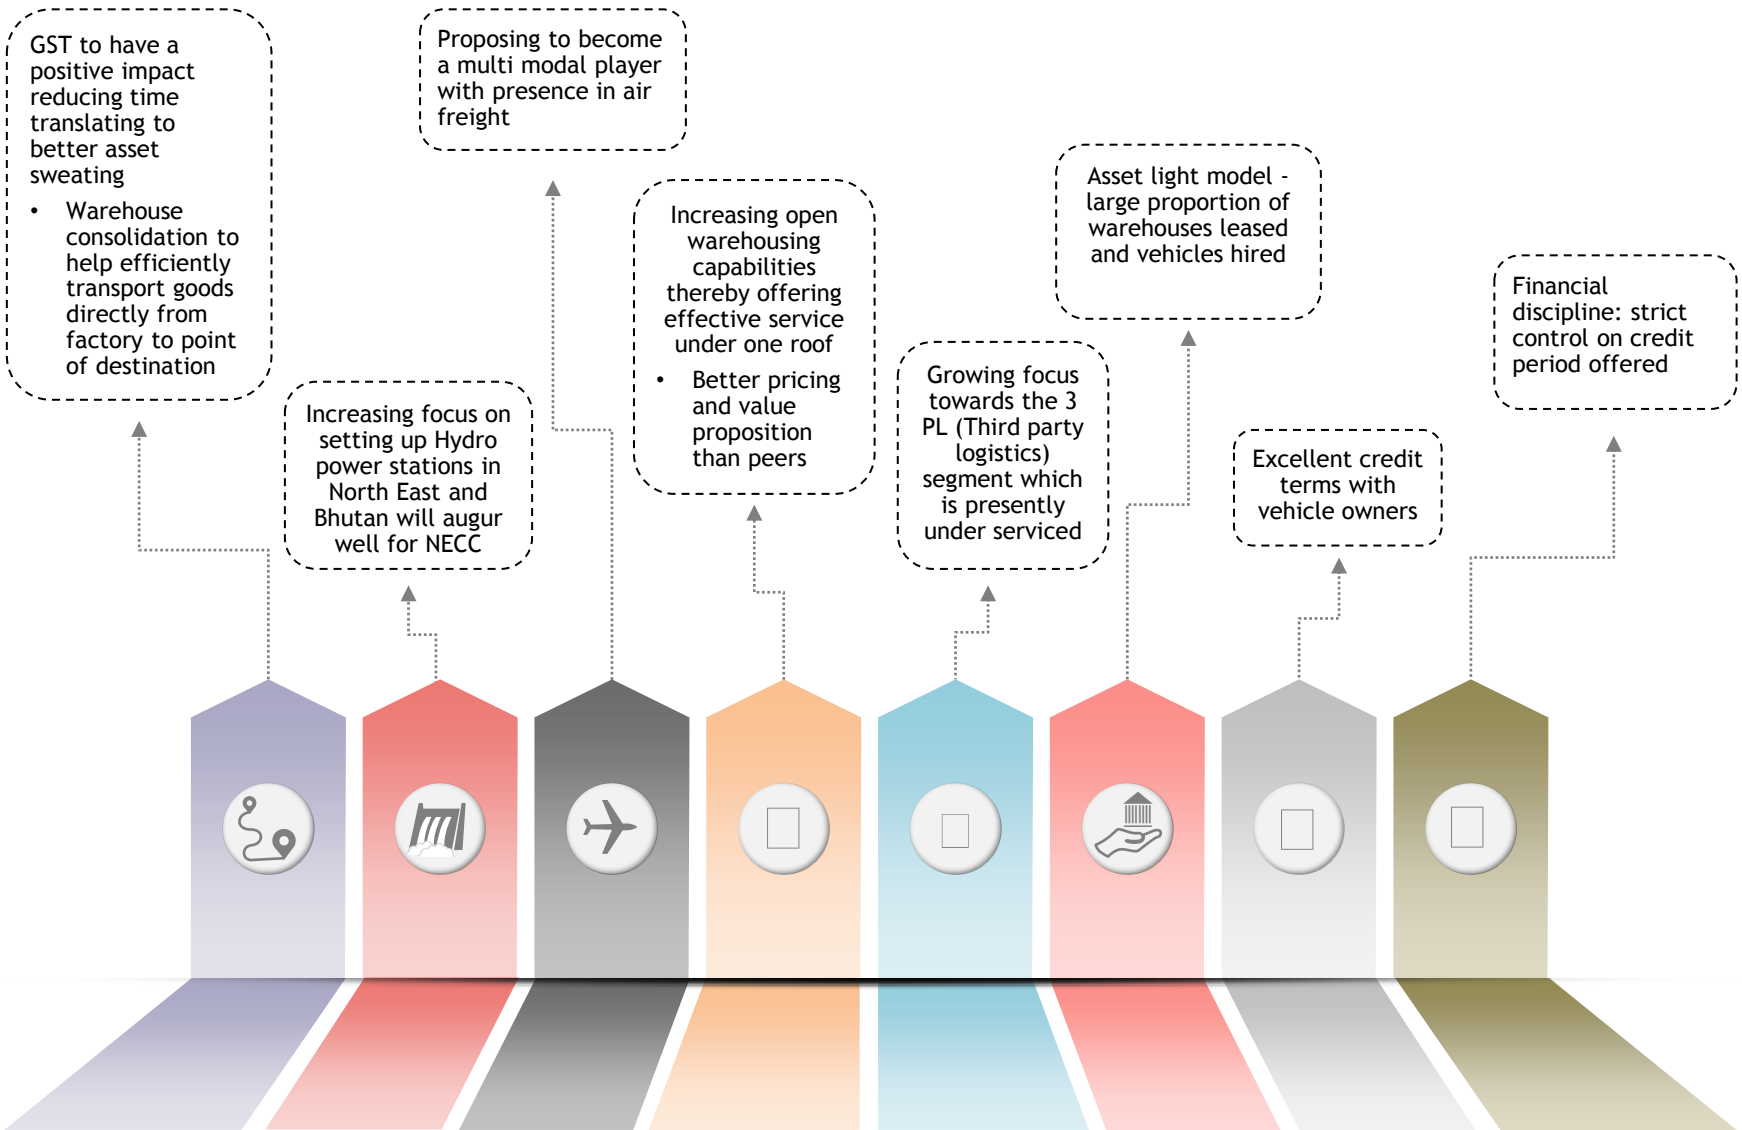 GST to have a
positive impact
reducing time
translating to
better asset
sweating
• Warehouse
consolidation to
help efficiently
transport goods
directly from
factory to point
of destination
Increasing focus on
setting up Hydro
power stations in
North East and
Bhutan will augur
well for NECC
Proposing to become
a multi modal player
with presence in air
freight
Increasing open
warehousing
capabilities
thereby offering
effective service
under one roof
• Better pricing
and value
proposition
than peers
Growing focus
towards the 3
PL (Third party
logistics)
segment which
is presently
under serviced
Asset light model -
large proportion of
warehouses leased
and vehicles hired
Excellent credit
terms with
vehicle owners
Financial
discipline: strict
control on credit
period offered